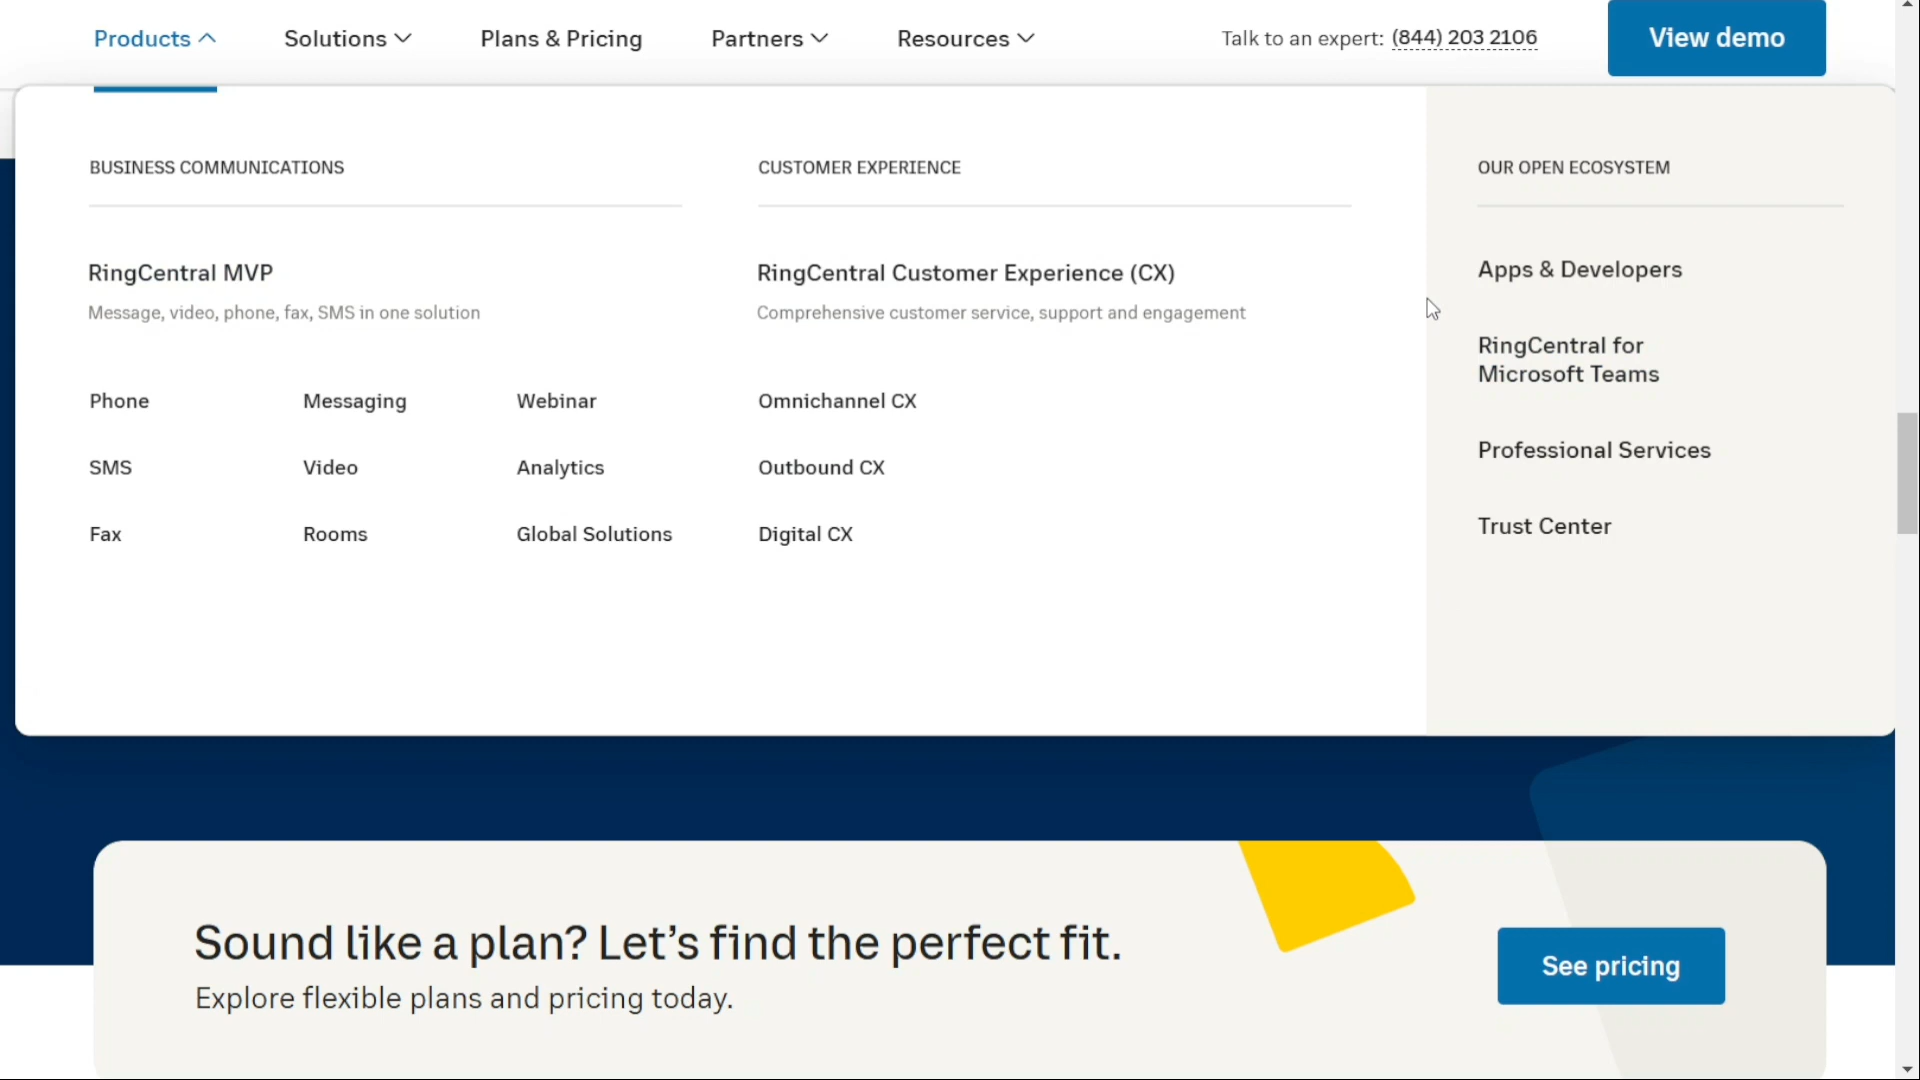 Products Solutions Plans & Pricing Partners Resources Talk to an expert: (844) 203 2106 View demo
BUSINESS COMMUNICATIONS
RingCentral MVP
Message, video, phone, fax, SMS in one solution
Phone Messaging Webinar
SMS Video Analytics
Fax Rooms Global Solutions
CUSTOMER EXPERIENCE
RingCentral Customer Experience (CX)
Comprehensive customer service, support and engagement
Omnichannel CX
Outbound CX
Digital CX
OUR OPEN ECOSYSTEM
Apps & Developers
RingCentral for
Microsoft Teams
Professional Services
Trust Center
Sound like a plan? Let’s find the perfect fit.
Explore flexible plans and pricing today.
See pricing